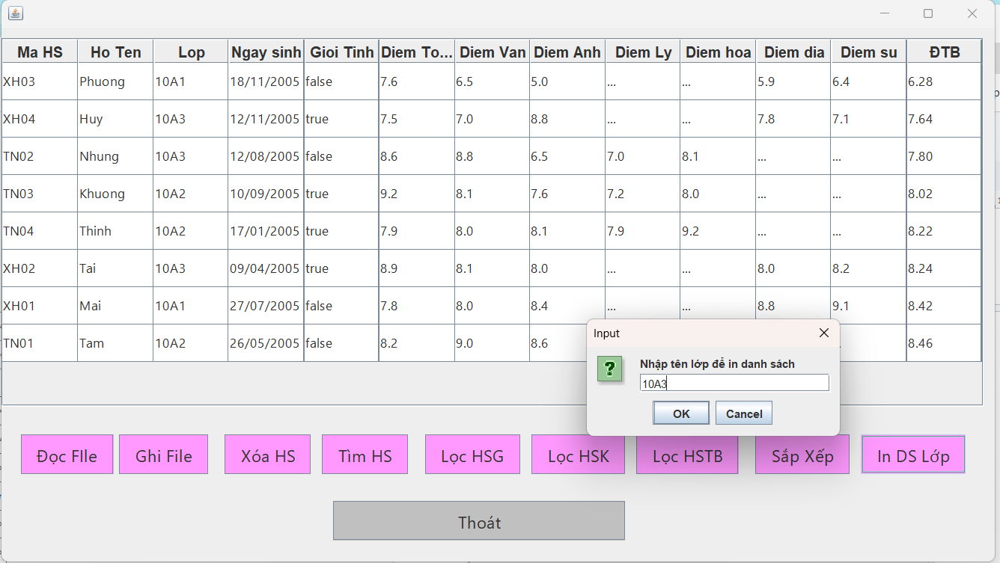 Ma HS Ho Ten Lop Ngay sinh Gioi Tinh Diem To... Diem Van Diem Anh Diem Ly Diem hoa Diem dia Diem su ĐTB
XH03 Phuong 10A1 18/11/2005 false 7.6 6.5 5.0 ... ... 5.9 6.4 6.28
XH04 Huy 10A3 12/11/2005 true 7.5 7.0 8.8 ... ... 7.8 7.1 7.64
TN02 Nhung 10A3 12/08/2005 false 8.6 8.8 6.5 7.0 8.1 ... ... 7.80
TN03 Khuong 10A2 10/09/2005 true 9.2 8.1 7.6 7.2 8.0 ... ... 8.02
TN04 Thinh 10A2 17/01/2005 true 7.9 8.0 8.1 7.9 9.2 ... ... 8.22
XH02 Tai 10A3 09/04/2005 true 8.9 8.1 8.0 ... ... 8.0 8.2 8.24
XH01 Mai 10A1 27/07/2005 false 7.8 8.0 8.4 ... ... 8.8 9.1 8.42
TN01 Tam 10A2 26/05/2005 false 8.2 9.0 8.6 8.46
Input
Nhập tên lớp để in danh sách
10A3
OK Cancel
Đọc FIle Ghi File Xóa HS Tìm HS Lọc HSG Lọc HSK Lọc HSTB Sắp Xếp In DS Lớp
Thoát